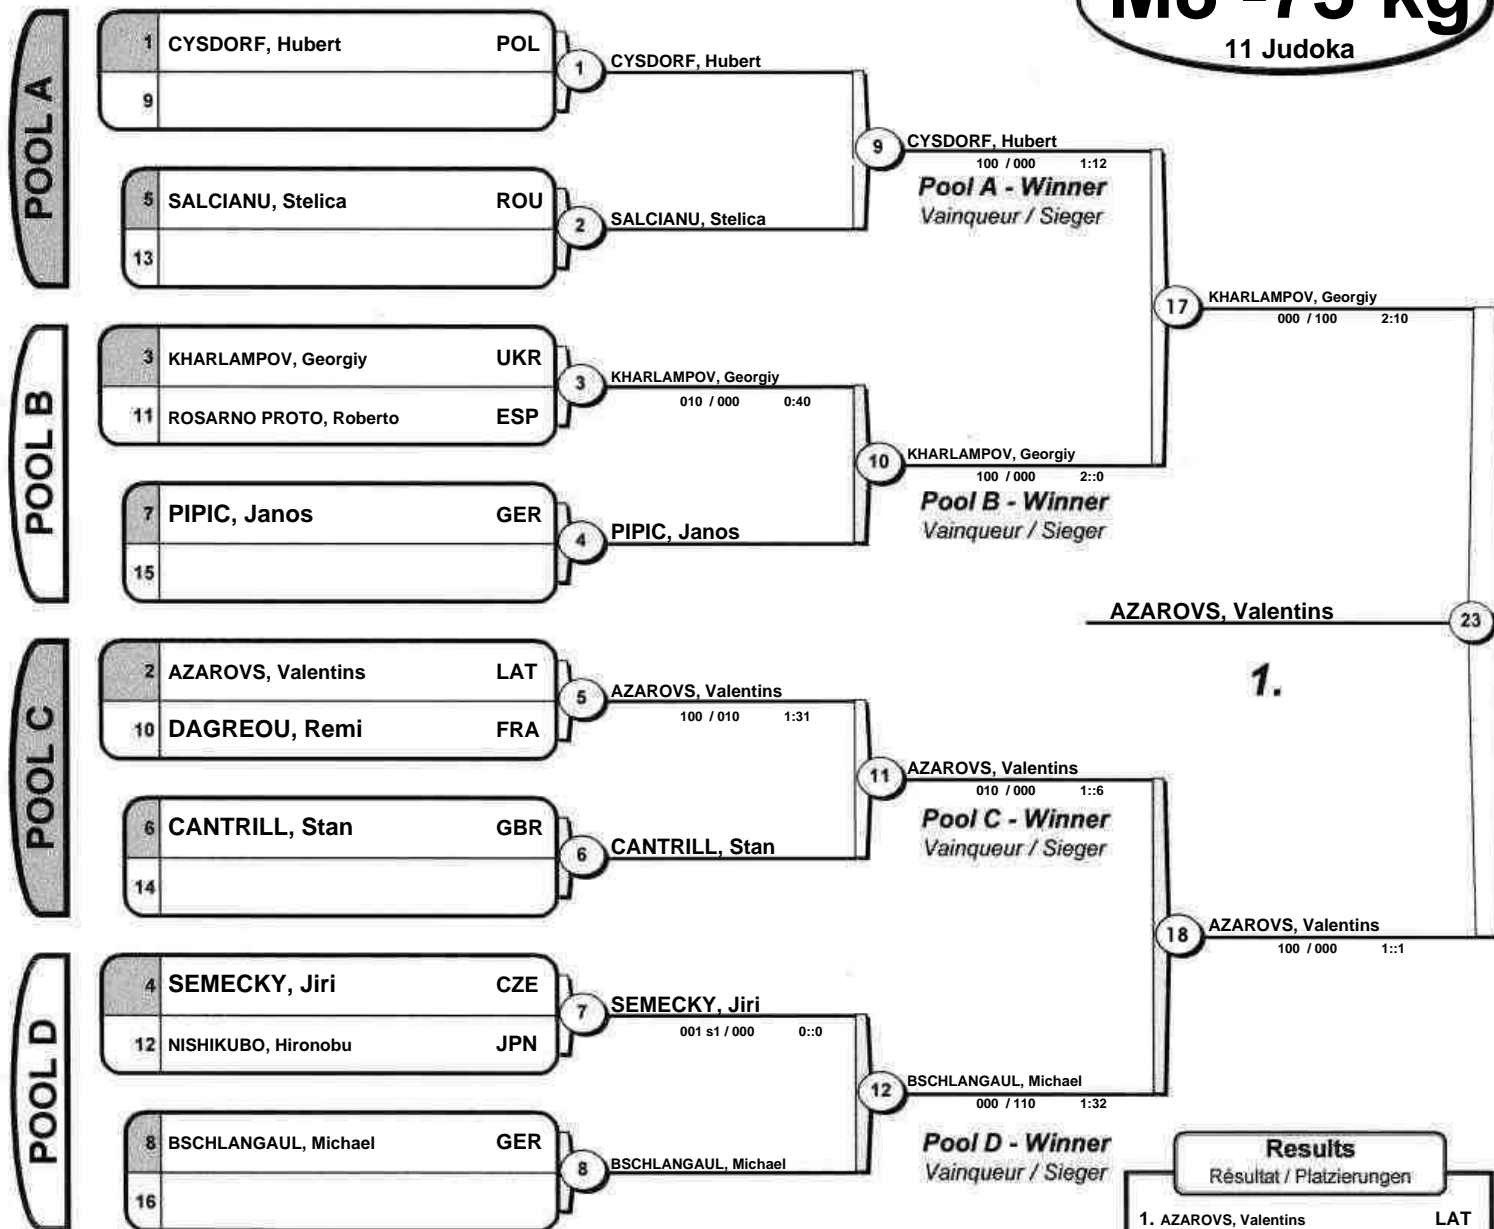 M8 -73 kg
11 Judoka
POOL A
1 CYSDORF, Hubert POL
9
1 CYSDORF, Hubert
5 SALCIANU, Stelica ROU
13
2 SALCIANU, Stelica
9 CYSDORF, Hubert
100 / 000 1:12
Pool A - Winner
Vainqueur / Sieger
POOL B
3 KHARLAMPOV, Georgiy UKR
11 ROSARNO PROTO, Roberto ESP
3 KHARLAMPOV, Georgiy
010 / 000 0:40
7 PIPIC, Janos GER
15
4 PIPIC, Janos
10 KHARLAMPOV, Georgiy
100 / 000 2::0
Pool B - Winner
Vainqueur / Sieger
17 KHARLAMPOV, Georgiy
000 / 100 2:10
AZAROVS, Valentins 23
1.
POOL C
2 AZAROVS, Valentins LAT
10 DAGREOU, Remi FRA
5 AZAROVS, Valentins
100 / 010 1:31
6 CANTRILL, Stan GBR
14
6 CANTRILL, Stan
11 AZAROVS, Valentins
010 / 000 1::6
Pool C - Winner
Vainqueur / Sieger
18 AZAROVS, Valentins
100 / 000 1::1
POOL D
4 SEMECKY, Jiri CZE
12 NISHIKUBO, Hironobu JPN
7 SEMECKY, Jiri
001 s1 / 000 0::0
8 BSCHLANGAUL, Michael GER
16
8 BSCHLANGAUL, Michael
12 BSCHLANGAUL, Michael
000 / 110 1:32
Pool D - Winner
Vainqueur / Sieger
Results
Résultat / Platzierungen
1. AZAROVS, Valentins LAT